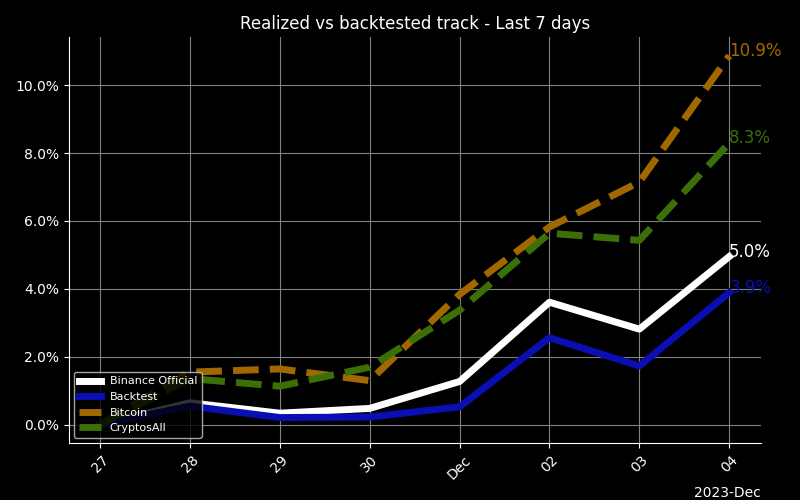 Realized vs backtested track - Last 7 days
10.9%
10.0%
8.3%
8.0%
6.0%
5.0%
4.0%
3.9%
2.0%
Binance Official
Backtest
Bitcoin
CryptosAll
0.0%
27 28 29 30 Dec 02 03 04
2023-Dec